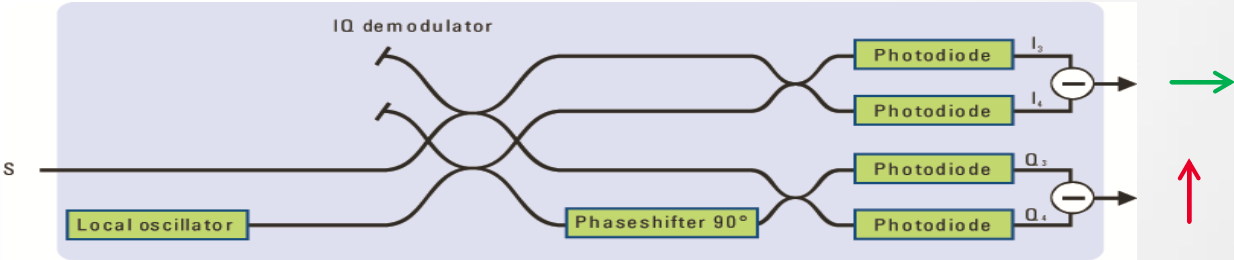 IQ demodulator
Photodiode
I₃
Photodiode
I₄
S
Photodiode
Q₃
Local oscillator
Phaseshifter 90°
Photodiode
Q₄